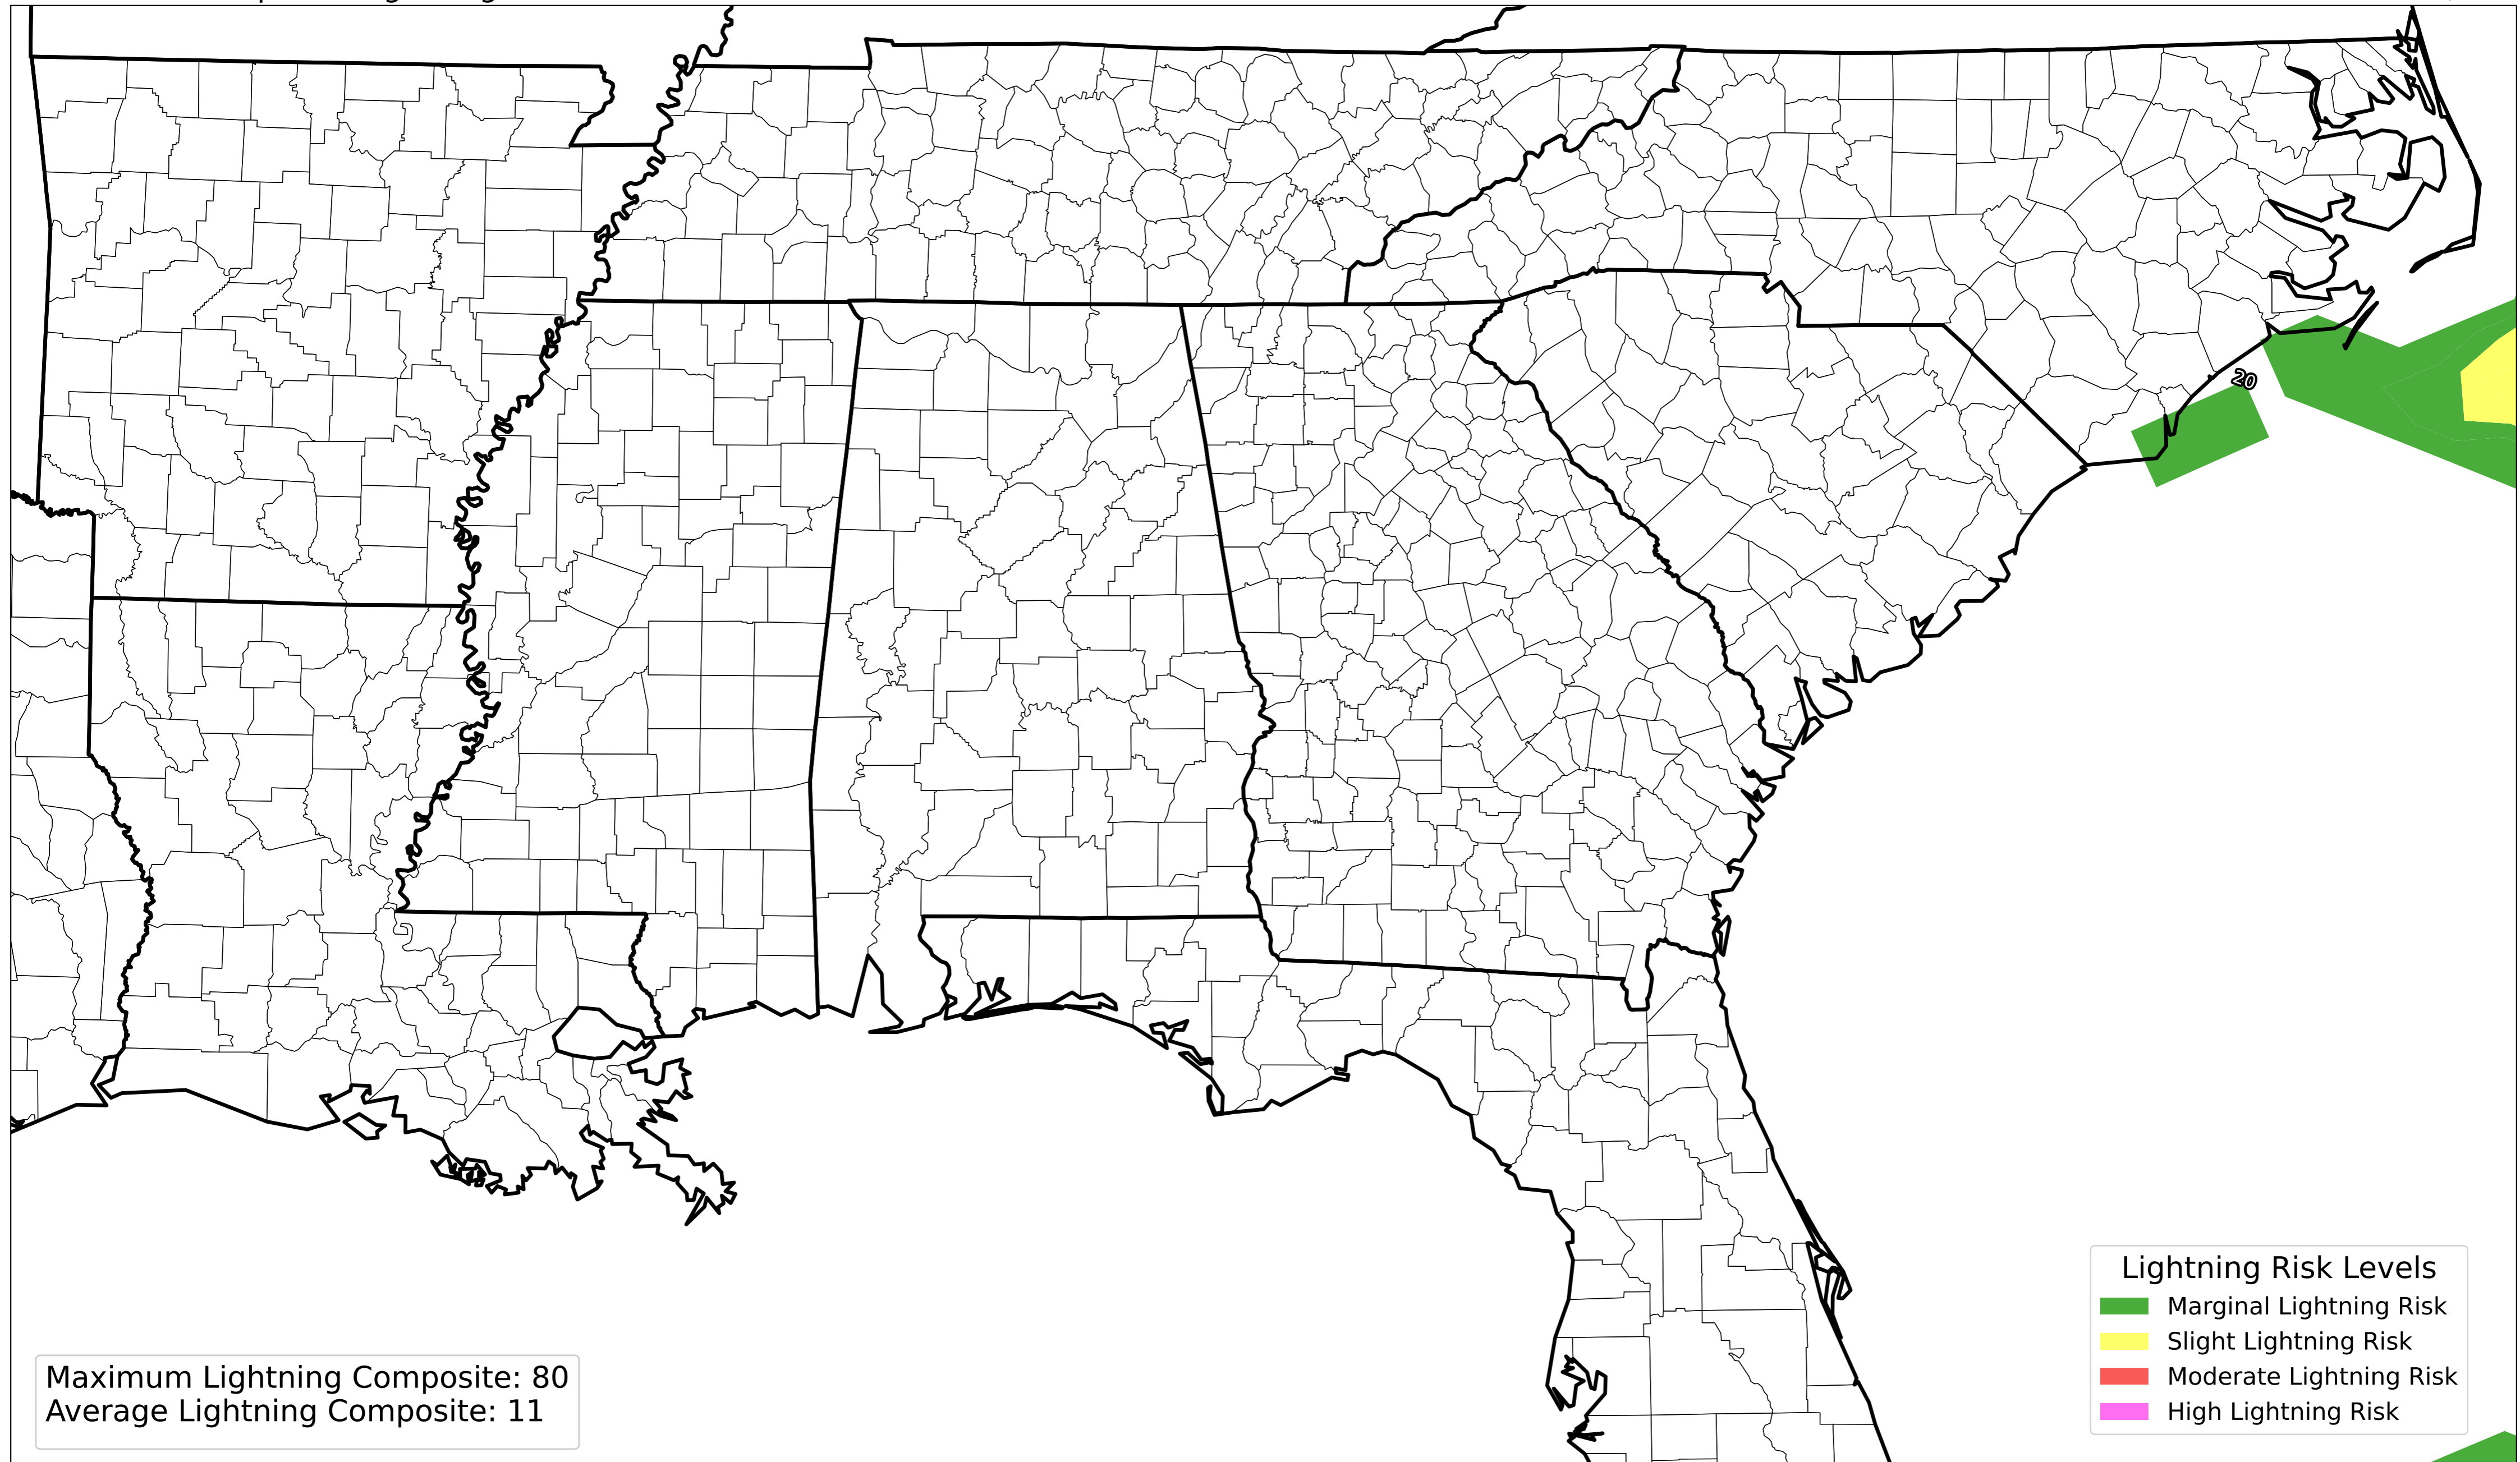 20
Lightning Risk Levels
Marginal Lightning Risk
Slight Lightning Risk
Moderate Lightning Risk
High Lightning Risk
Maximum Lightning Composite: 80
Average Lightning Composite: 11